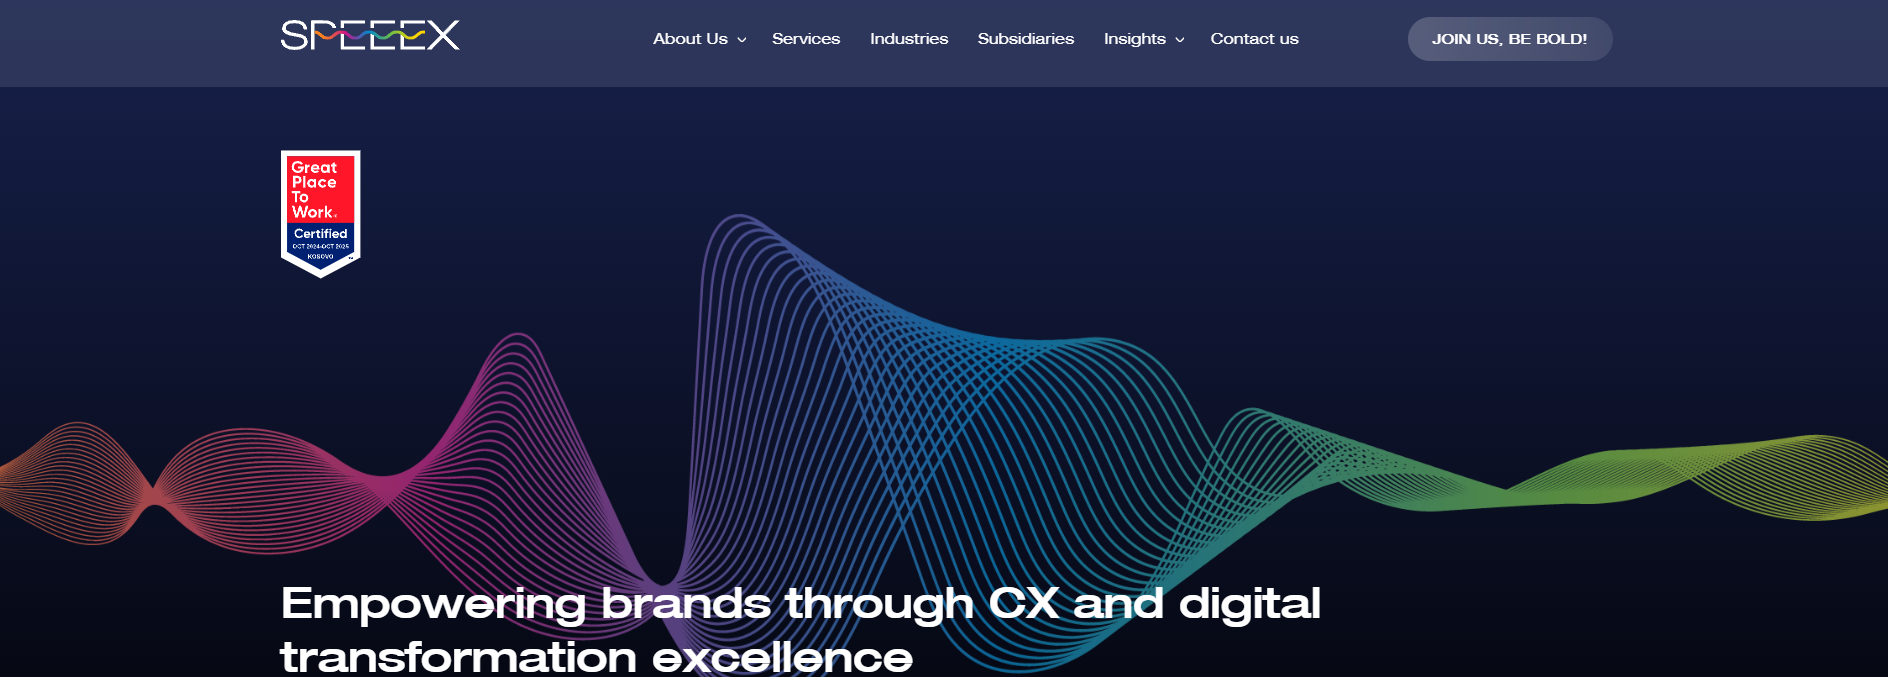 SPEEEX
About Us
Services
Industries
Subsidiaries
Insights
Contact us
JOIN US, BE BOLD!
Great
Place
To
Work.
Certified
OCT 2024-OCT 2025
KOSOVO
Empowering brands through CX and digital
transformation excellence